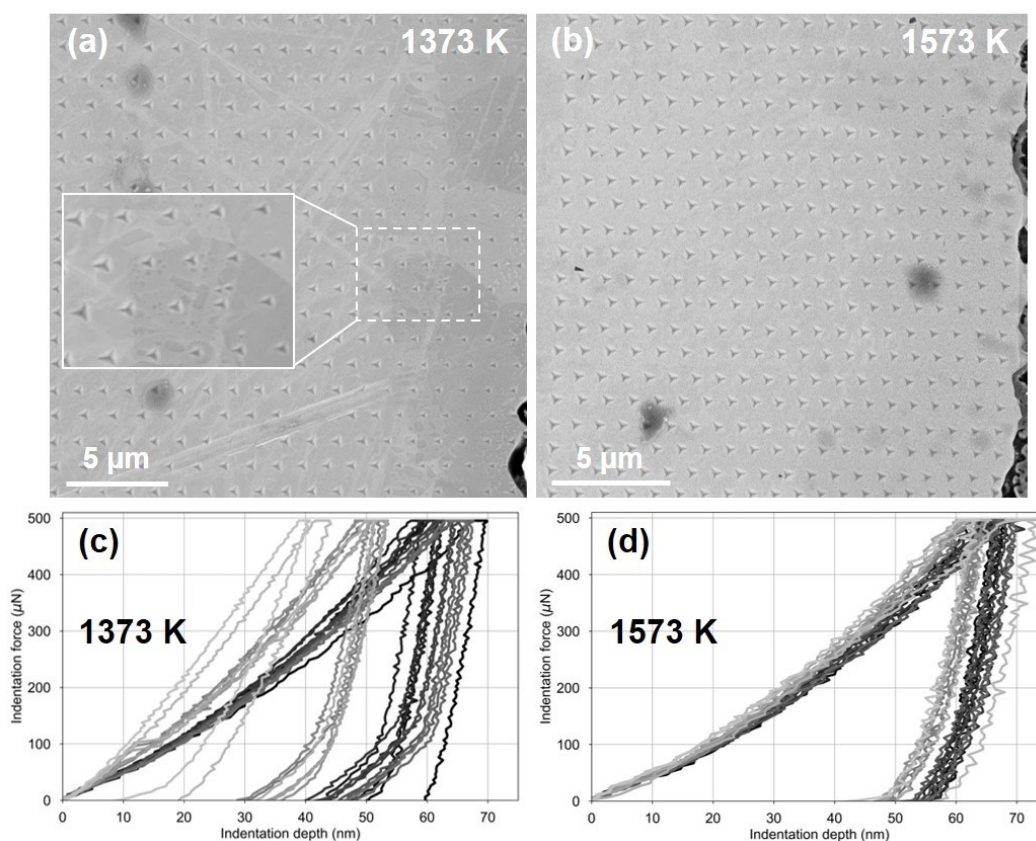 (a) 1373 K
(b) 1573 K
5 µm
5 µm
(c)
1373 K
Indentation force (µN)
500
400
300
200
100
0
0 10 20 30 40 50 60 70
Indentation depth (nm)
(d)
1573 K
Indentation force (µN)
500
400
300
200
100
0
0 10 20 30 40 50 60 70
Indentation depth (nm)